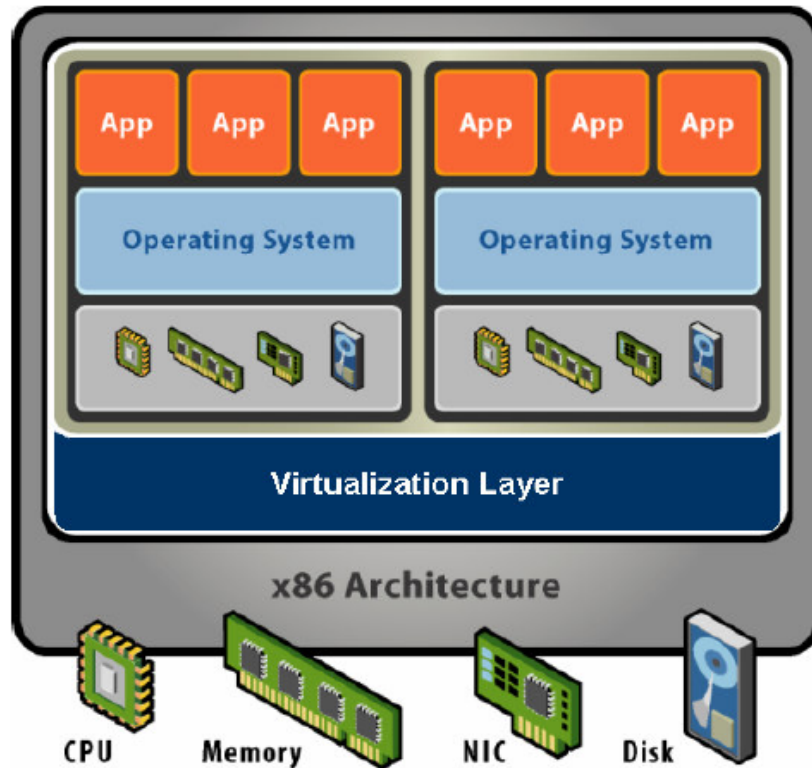 App App App App App App
Operating System Operating System
Virtualization Layer
x86 Architecture
CPU Memory NIC Disk